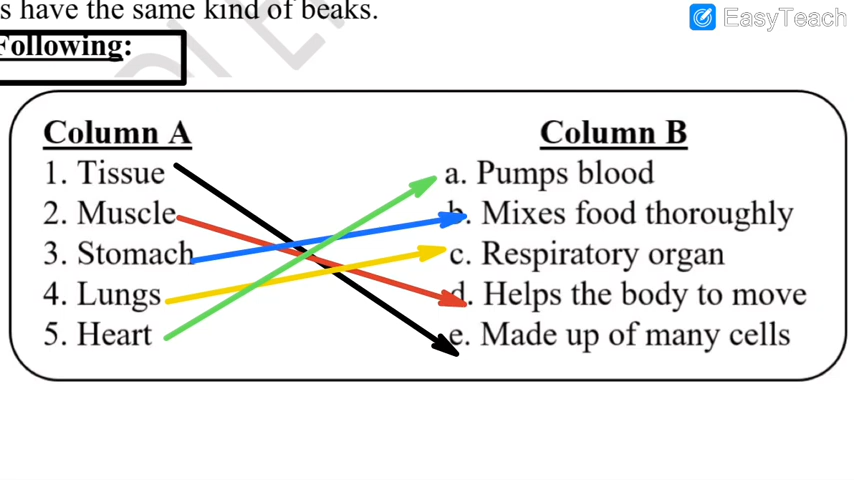 s have the same kind of beaks.
EasyTeach
Following:
Column A
Column B
1. Tissue
a. Pumps blood
2. Muscle
b. Mixes food thoroughly
3. Stomach
c. Respiratory organ
4. Lungs
d. Helps the body to move
5. Heart
e. Made up of many cells